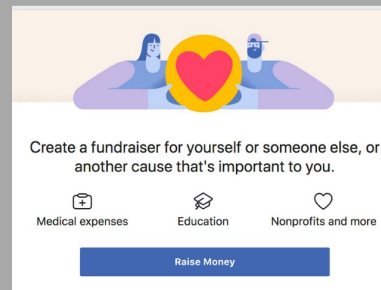 Create a fundraiser for yourself or someone else, or
another cause that's important to you.
Medical expenses
Education
Nonprofits and more
Raise Money